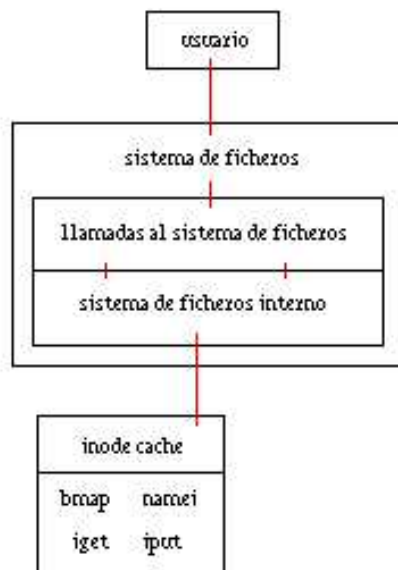 usuario
sistema de ficheros
llamadas al sistema de ficheros
sistema de ficheros interno
inode cache
bmap namei
iget iput